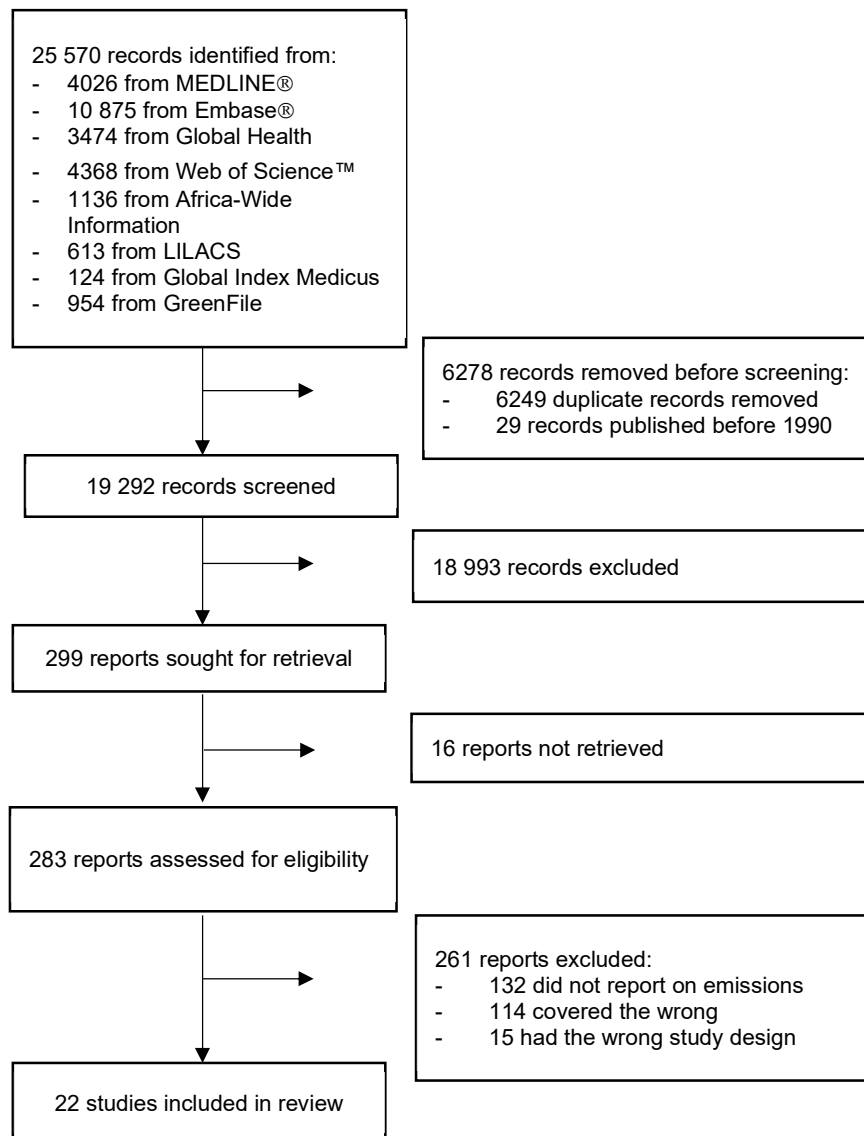 25 570 records identified from:
- 4026 from MEDLINE®
- 10 875 from Embase®
- 3474 from Global Health
- 4368 from Web of Science™
- 1136 from Africa-Wide
Information
- 613 from LILACS
- 124 from Global Index Medicus
- 954 from GreenFile
6278 records removed before screening:
- 6249 duplicate records removed
- 29 records published before 1990
19 292 records screened
18 993 records excluded
299 reports sought for retrieval
16 reports not retrieved
283 reports assessed for eligibility
261 reports excluded:
- 132 did not report on emissions
- 114 covered the wrong
- 15 had the wrong study design
22 studies included in review